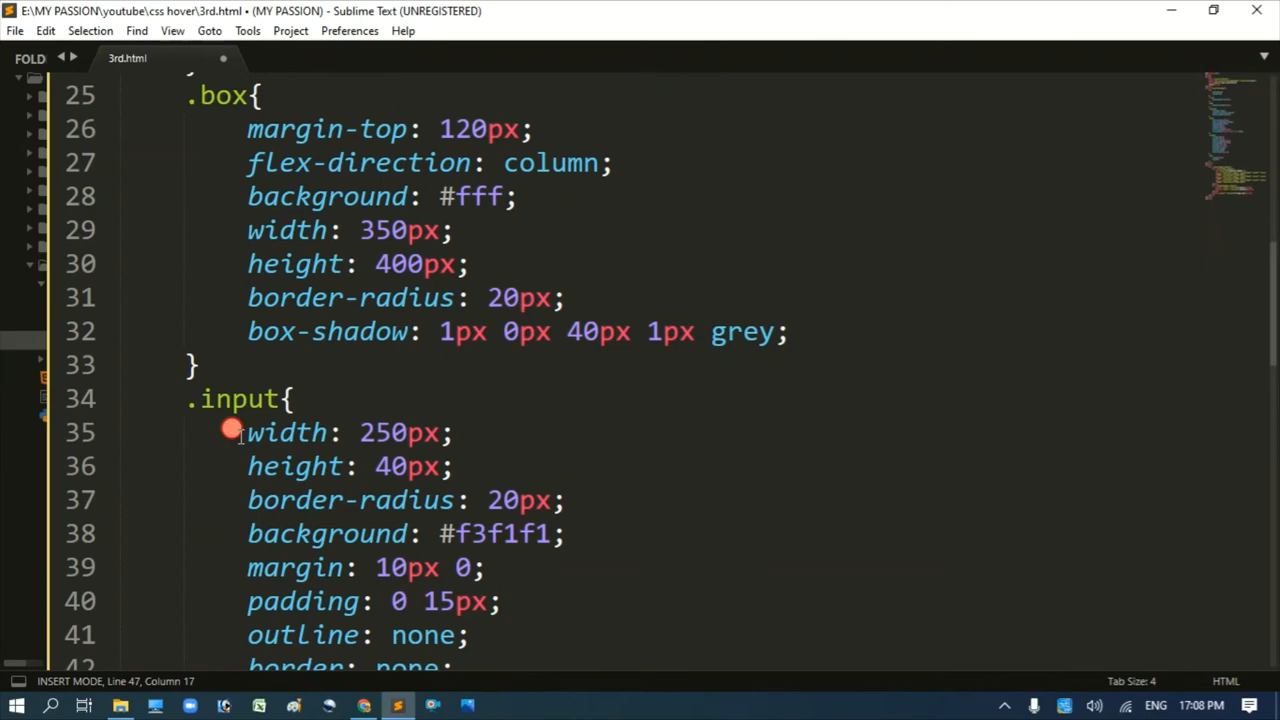 E:\MY PASSION\youtube\css hover\3rd.html • (MY PASSION) - Sublime Text (UNREGISTERED)
File Edit Selection Find View Goto Tools Project Preferences Help
FOLD
3rd.html
25 .box{
26 margin-top: 120px;
27 flex-direction: column;
28 background: #fff;
29 width: 350px;
30 height: 400px;
31 border-radius: 20px;
32 box-shadow: 1px 0px 40px 1px grey;
33 }
34 .input{
35 width: 250px;
36 height: 40px;
37 border-radius: 20px;
38 background: #f3f1f1;
39 margin: 10px 0;
40 padding: 0 15px;
41 outline: none;
42 border: none;
INSERT MODE, Line 47, Column 17 Tab Size: 4 HTML
ENG 17:08 PM